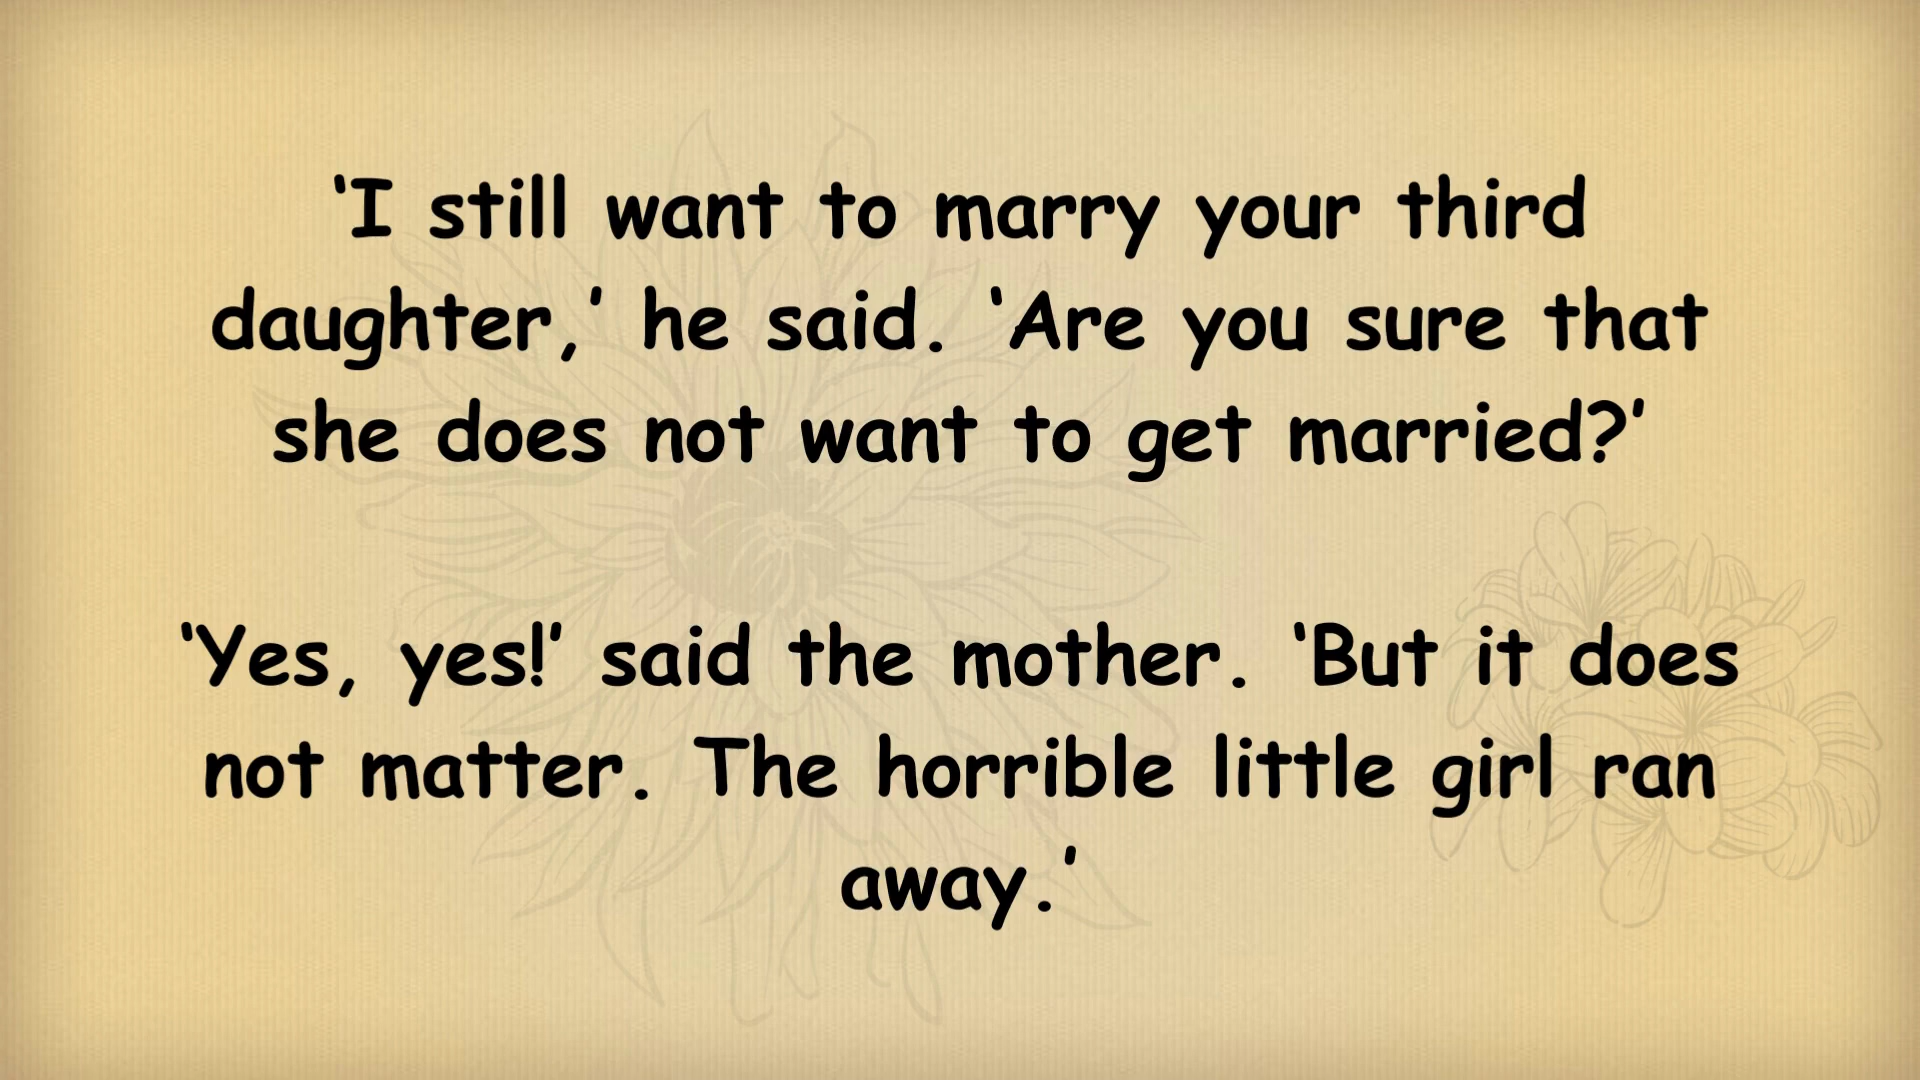 ‘I still want to marry your third
daughter,’ he said. ‘Are you sure that
she does not want to get married?’
‘Yes, yes!’ said the mother. ‘But it does
not matter. The horrible little girl ran
away.’